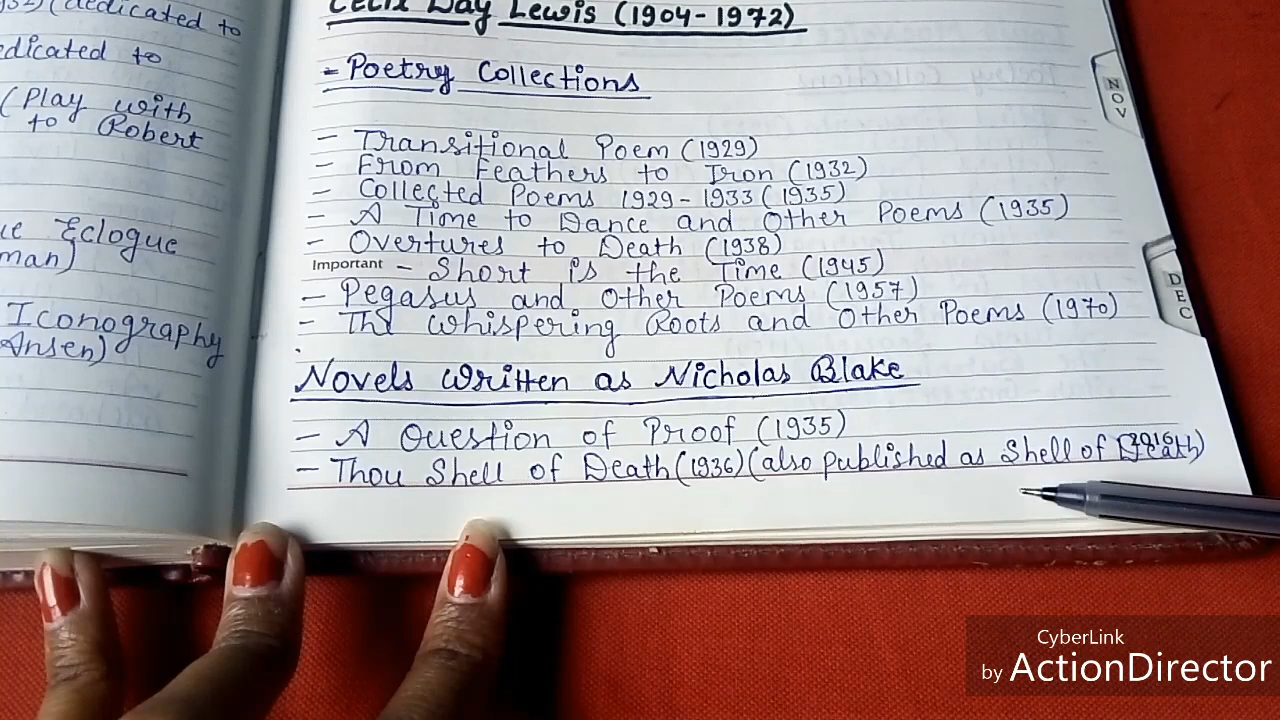 (dedicated to
dedicated to
(Play with
to Robert
Eclogue
man)
Iconography
Ansen)
Day Lewis (1904-1972)
- Poetry Collections
- Transitional Poem (1929)
- From Feathers to Iron (1932)
- Collected Poems 1929-1933 (1935)
- A Time to Dance and Other Poems (1935)
- Overtures to Death (1938)
Important - Short is the Time (1945)
- Pegasus and Other Poems (1957)
- The Whispering Roots and Other Poems (1970)
Novels Written as Nicholas Blake
- A Question of Proof (1935)
- Thou Shell of Death (1936) (also published as Shell of Death)
NOV
DEC
2016
CyberLink
by ActionDirector